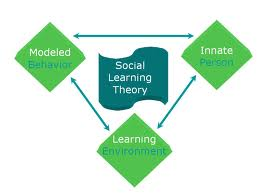 Modeled
Behavior
Social
Learning
Theory
Innate
Person
Learning
Environment